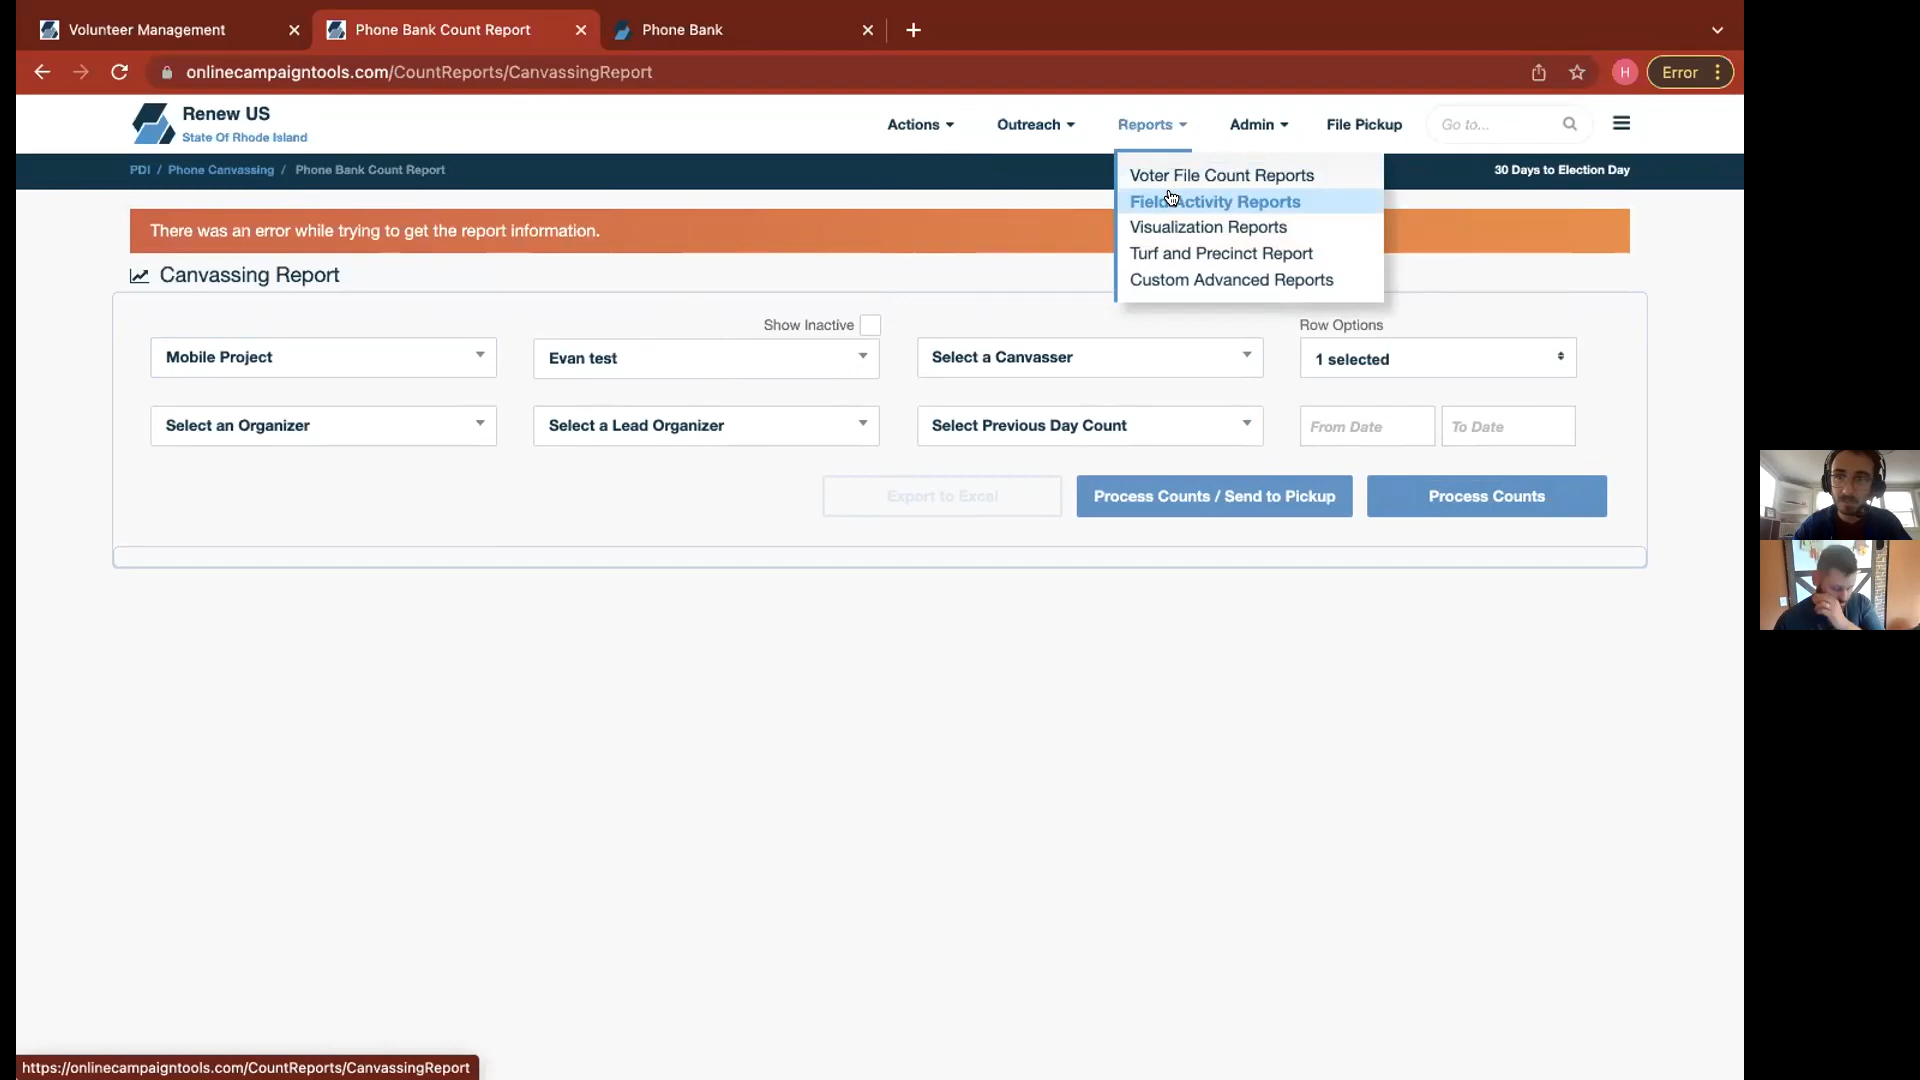 Volunteer Management
Phone Bank Count Report
Phone Bank
onlinecampaigntools.com/CountReports/CanvassingReport
H
Error
Renew US
State Of Rhode Island
Actions
Outreach
Reports
Admin
File Pickup
Go to...
PDI / Phone Canvassing / Phone Bank Count Report
30 Days to Election Day
Voter File Count Reports
Field Activity Reports
Visualization Reports
Turf and Precinct Report
Custom Advanced Reports
There was an error while trying to get the report information.
Canvassing Report
Show Inactive
Row Options
Mobile Project
Evan test
Select a Canvasser
1 selected
Select an Organizer
Select a Lead Organizer
Select Previous Day Count
From Date
To Date
Export to Excel
Process Counts / Send to Pickup
Process Counts
https://onlinecampaigntools.com/CountReports/CanvassingReport